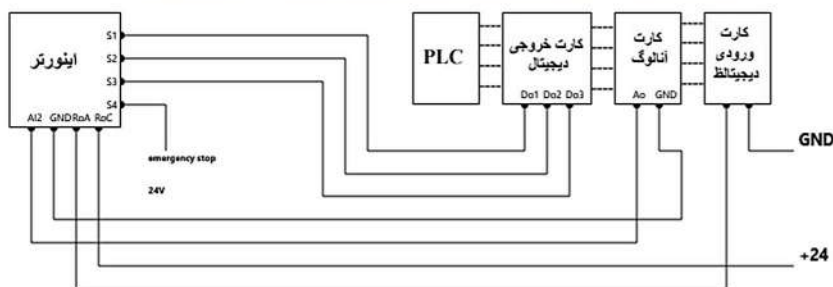 اینورتر
S1
S2
S3
S4
AI2 GND RoA RoC
emergency stop
24V
PLC
کارت خروجی
دیجیتال
Do1 Do2 Do3
کارت
آنالوگ
Ao GND
کارت
ورودی
دیجیتالظ
GND
+24